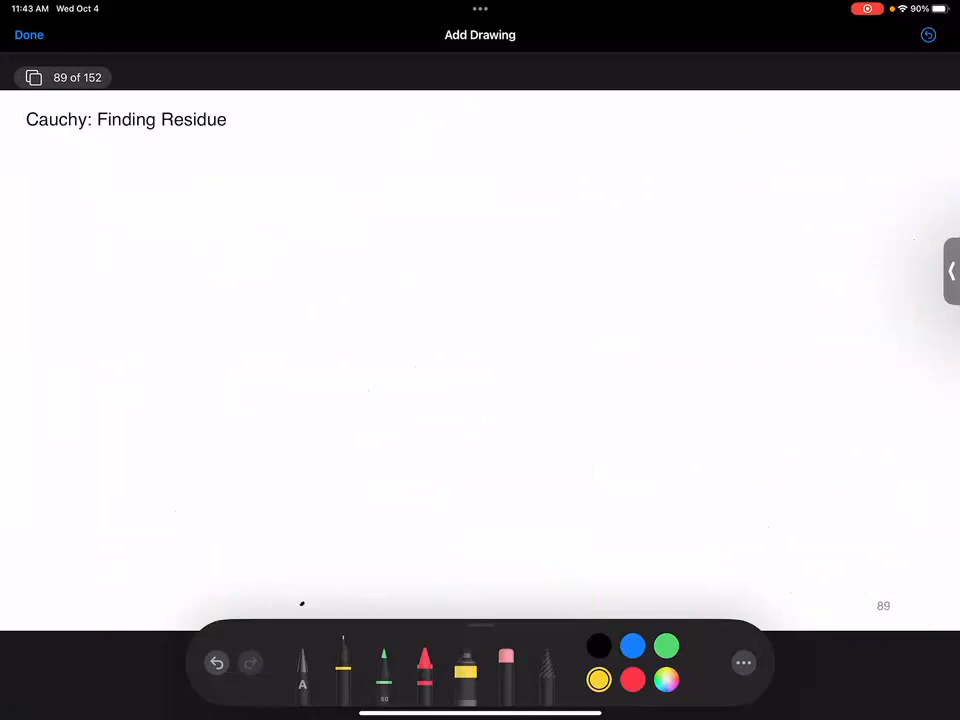 11:43 AM Wed Oct 4
90%
Done
Add Drawing
89 of 152
Cauchy: Finding Residue
89
A
50